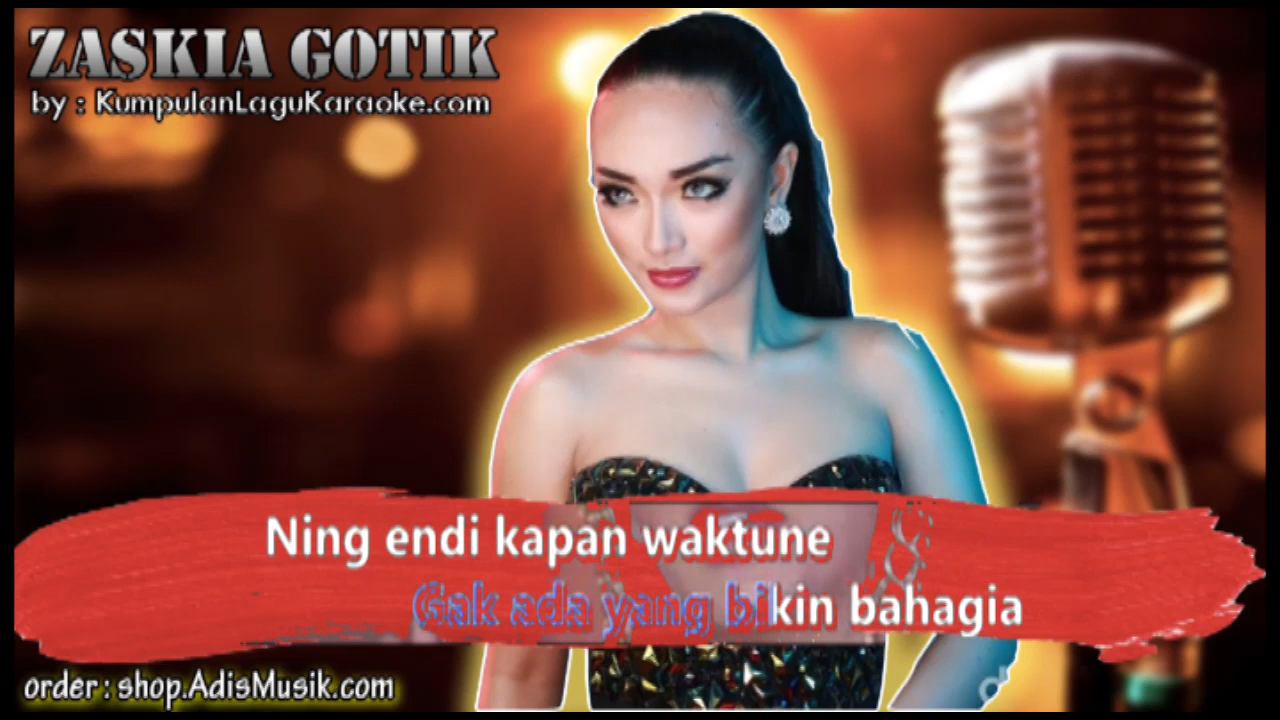 ZASKIA GOTIK
by : KumpulanLaguKaraoke.com
Ning endi kapan waktune
Gak ada yang bikin bahagia
order : shop.AdisMusik.com